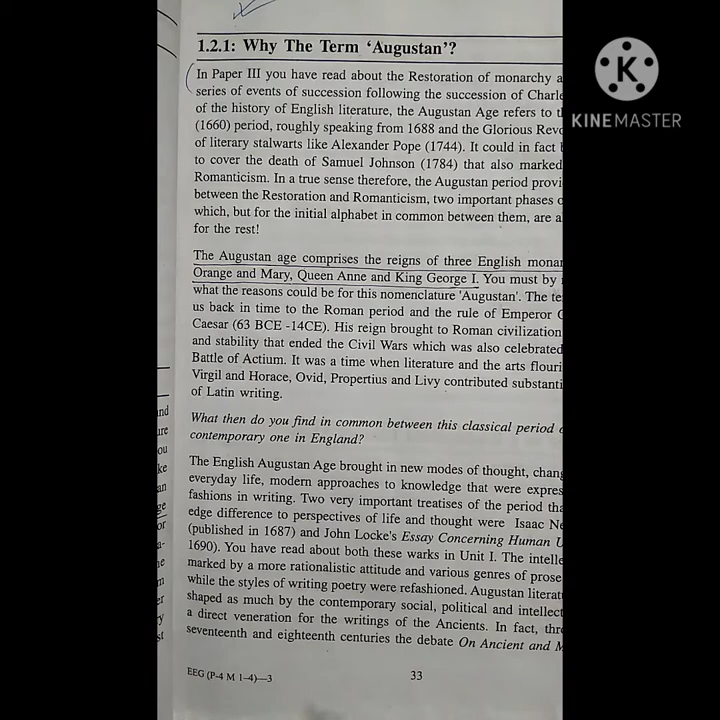 1.2.1: Why The Term ‘Augustan’?
In Paper III you have read about the Restoration of monarchy a
series of events of succession following the succession of Charle
of the history of English literature, the Augustan Age refers to t
(1660) period, roughly speaking from 1688 and the Glorious Revo
of literary stalwarts like Alexander Pope (1744). It could in fact
to cover the death of Samuel Johnson (1784) that also marked
Romanticism. In a true sense therefore, the Augustan period provi
between the Restoration and Romanticism, two important phases o
which, but for the initial alphabet in common between them, are a
for the rest!
The Augustan age comprises the reigns of three English monar
Orange and Mary, Queen Anne and King George I. You must by
what the reasons could be for this nomenclature 'Augustan'. The te
us back in time to the Roman period and the rule of Emperor
Caesar (63 BCE -14CE). His reign brought to Roman civilization
and stability that ended the Civil Wars which was also celebrated
Battle of Actium. It was a time when literature and the arts flouri
Virgil and Horace, Ovid, Propertius and Livy contributed substanti
of Latin writing.
What then do you find in common between this classical period
contemporary one in England?
The English Augustan Age brought in new modes of thought, chang
everyday life, modern approaches to knowledge that were expres
fashions in writing. Two very important treatises of the period tha
edge difference to perspectives of life and thought were Isaac Ne
(published in 1687) and John Locke's Essay Concerning Human U
1690). You have read about both these warks in Unit I. The intelle
marked by a more rationalistic attitude and various genres of prose
while the styles of writing poetry were refashioned. Augustan literat
shaped as much by the contemporary social, political and intellect
a direct veneration for the writings of the Ancients. In fact, thr
seventeenth and eighteenth centuries the debate On Ancient and M
EEG (P-4 M 1-4)—3
33
K
KINEMASTER